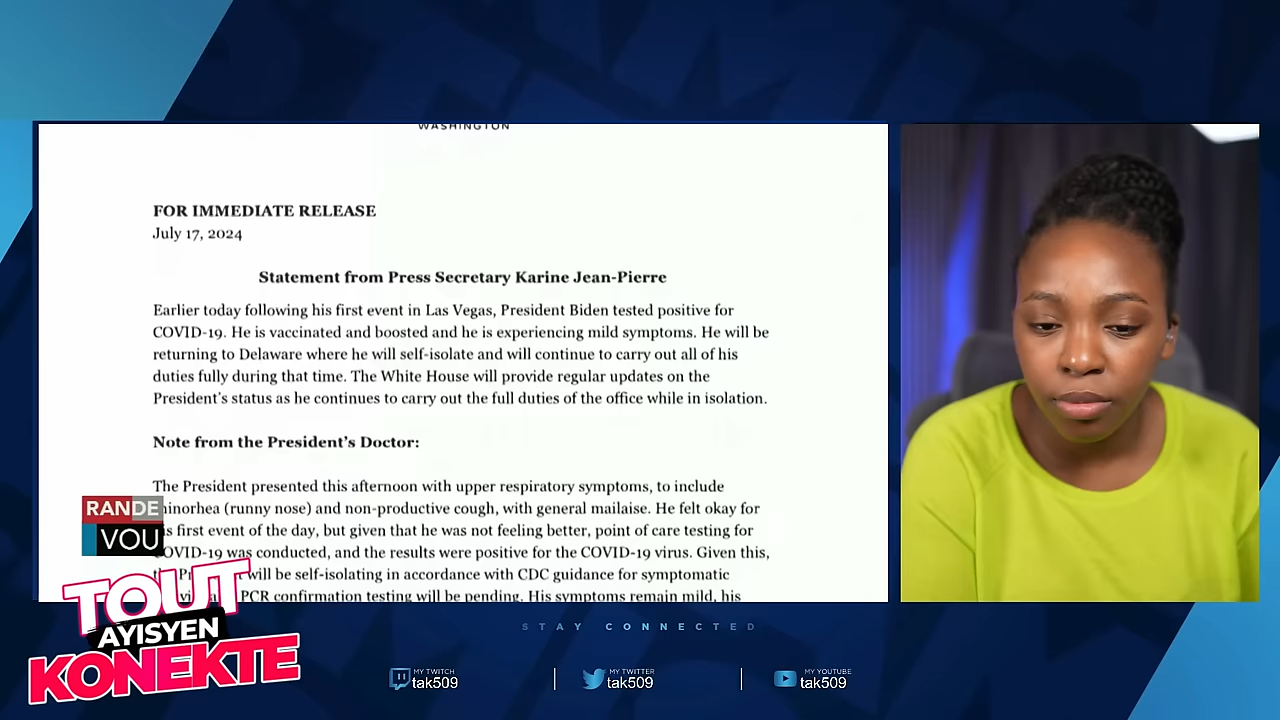 WASHINGTON
FOR IMMEDIATE RELEASE
July 17, 2024
Statement from Press Secretary Karine Jean-Pierre
Earlier today following his first event in Las Vegas, President Biden tested positive for
COVID-19. He is vaccinated and boosted and he is experiencing mild symptoms. He will be
returning to Delaware where he will self-isolate and will continue to carry out all of his
duties fully during that time. The White House will provide regular updates on the
President's status as he continues to carry out the full duties of the office while in isolation.
Note from the President's Doctor:
The President presented this afternoon with upper respiratory symptoms, to include
(runny nose) and non-productive cough, with general mailaise. He felt okay for
first event of the day, but given that he was not feeling better, point of care testing for
COVID-19 was conducted, and the results were positive for the COVID-19 virus. Given this,
will be self-isolating in accordance with CDC guidance for symptomatic
PCR confirmation testing will be pending. His symptoms remain mild, his
RANDE
VOU
TOUT
AYISYEN
KONEKTE
STAY CONNECTED
MY TWITCH
tak509
MY TWITTER
tak509
MY YOUTUBE
tak509